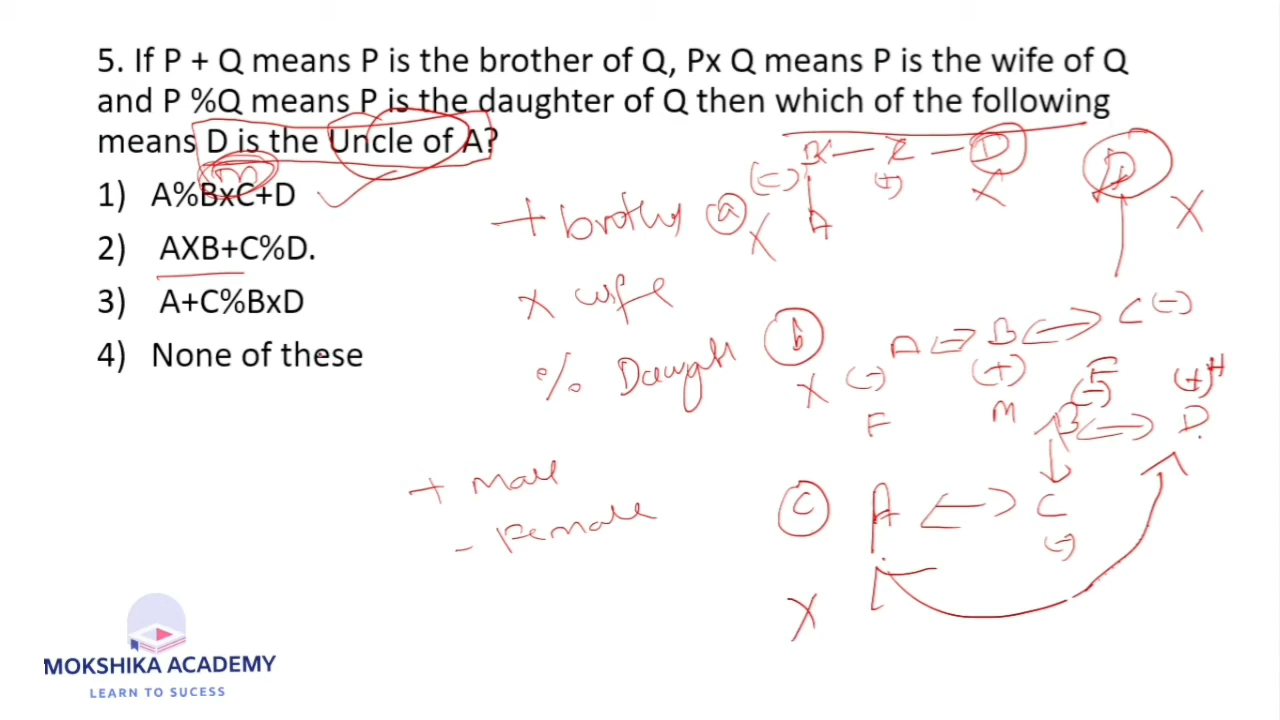 5. If P + Q means P is the brother of Q, Px Q means P is the wife of Q
and P %Q means P is the daughter of Q then which of the following
means D is the Uncle of A?
1) A%BxC+D
2) AXB+C%D.
3) A+C%BxD
4) None of these
+ brother
x wife
% Daugh
+ Male
- Female
a
B — C — D
(-) (+) X
X A
D
X
b
A B C (-)
X (-) (+)
F M
F (-) (+) H
B D
c
A C
(-)
X
MOKSHIKA ACADEMY
LEARN TO SUCESS